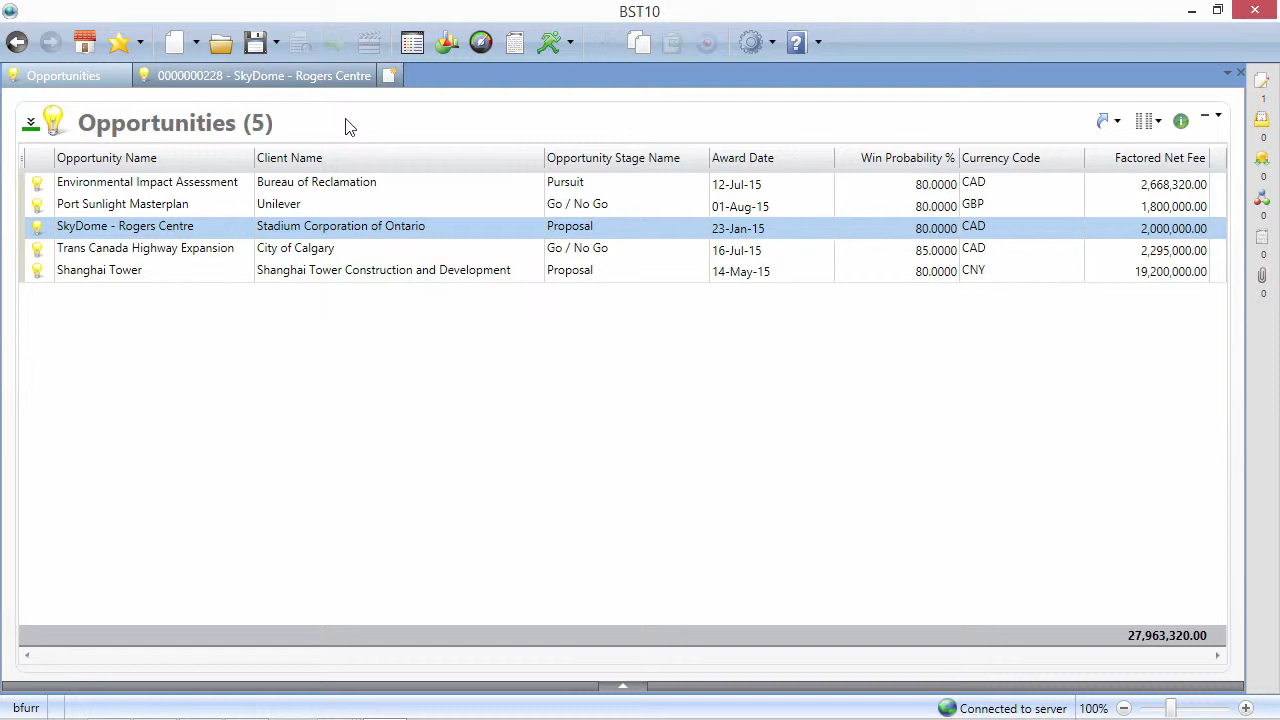 BST10
Opportunities
0000000228 - SkyDome - Rogers Centre
Opportunities (5)
Opportunity Name Client Name Opportunity Stage Name Award Date Win Probability % Currency Code Factored Net Fee
Environmental Impact Assessment Bureau of Reclamation Pursuit 12-Jul-15 80.0000 CAD 2,668,320.00
Port Sunlight Masterplan Unilever Go / No Go 01-Aug-15 80.0000 GBP 1,800,000.00
SkyDome - Rogers Centre Stadium Corporation of Ontario Proposal 23-Jan-15 80.0000 CAD 2,000,000.00
Trans Canada Highway Expansion City of Calgary Go / No Go 16-Jul-15 85.0000 CAD 2,295,000.00
Shanghai Tower Shanghai Tower Construction and Development Proposal 14-May-15 80.0000 CNY 19,200,000.00
27,963,320.00
1
0
0
0
0
0
bfurr
Connected to server 100%